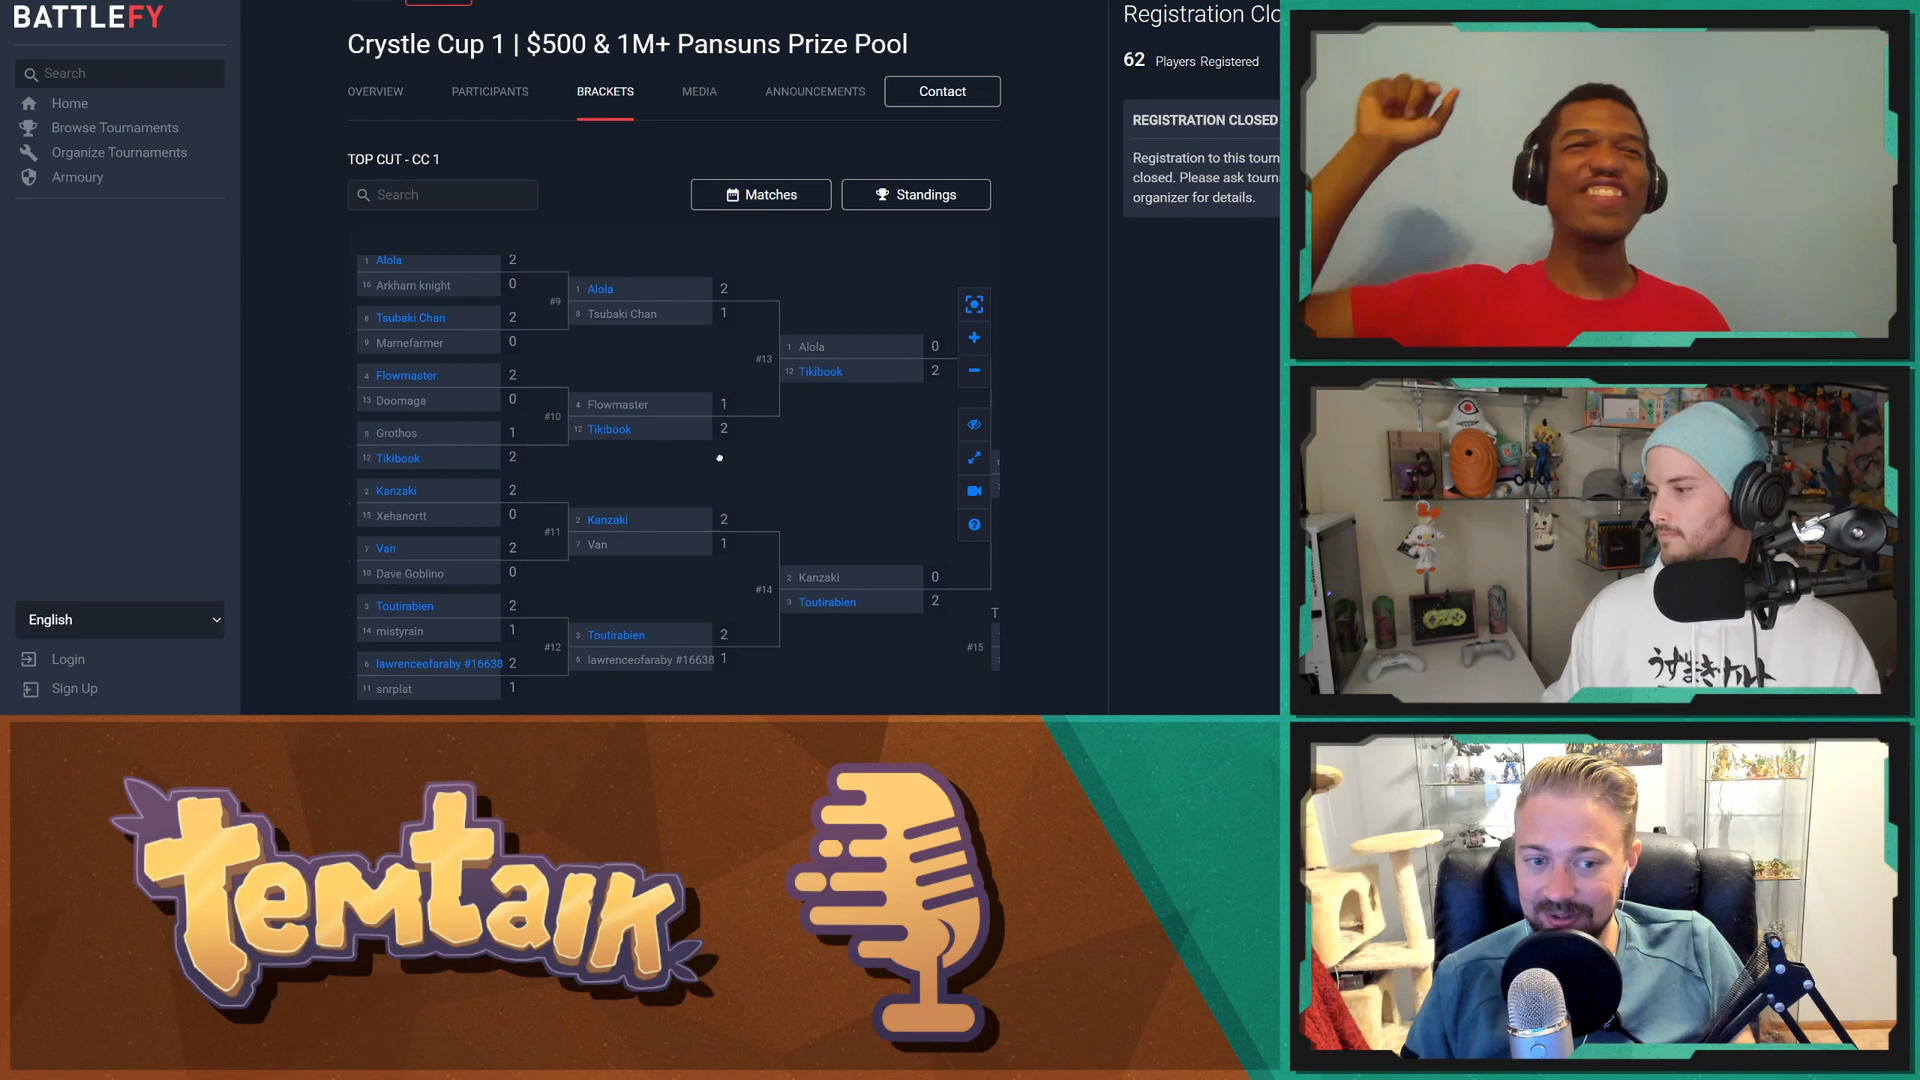 BATTLEFY
Search
Home
Browse Tournaments
Organize Tournaments
Armoury
English
Login
Sign Up
Crystle Cup 1 | $500 & 1M+ Pansuns Prize Pool
OVERVIEW
PARTICIPANTS
BRACKETS
MEDIA
ANNOUNCEMENTS
Contact
TOP CUT - CC 1
Search
Matches
Standings
1 Alola 2
16 Arkham knight 0
8 Tsubaki Chan 2
9 Marnefarmer 0
4 Flowmaster 2
13 Doomaga 0
5 Grothos 1
12 Tikibook 2
2 Kanzaki 2
15 Xehanortt 0
7 Van 2
10 Dave Goblino 0
3 Toutirabien 2
14 mistyrain 1
6 lawrenceofaraby #16638 2
11 snrplat 1
#9
1 Alola 2
8 Tsubaki Chan 1
#10
4 Flowmaster 1
12 Tikibook 2
#11
2 Kanzaki 2
7 Van 1
#12
3 Toutirabien 2
6 lawrenceofaraby #16638 1
#13
1 Alola 0
12 Tikibook 2
#14
2 Kanzaki 0
3 Toutirabien 2
T
#15
Registration Clo
62 Players Registered
REGISTRATION CLOSED
Registration to this tourn
closed. Please ask tourna
organizer for details.
temtalk